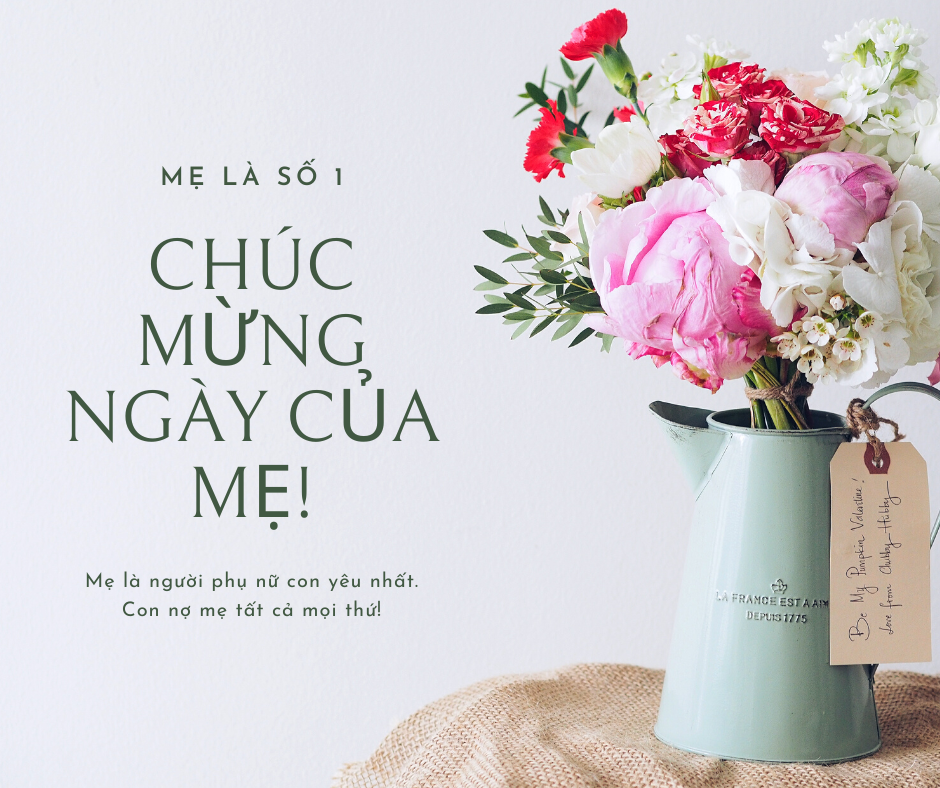 MẸ LÀ SỐ 1
CHÚC
MỪNG
NGÀY CỦA
MẸ!
Mẹ là người phụ nữ con yêu nhất.
Con nợ mẹ tất cả mọi thứ!
LA FRANCE EST A AIM
DEPUIS 1775
Be My Pumpkin Valentine!
Love from Chubby Hubby